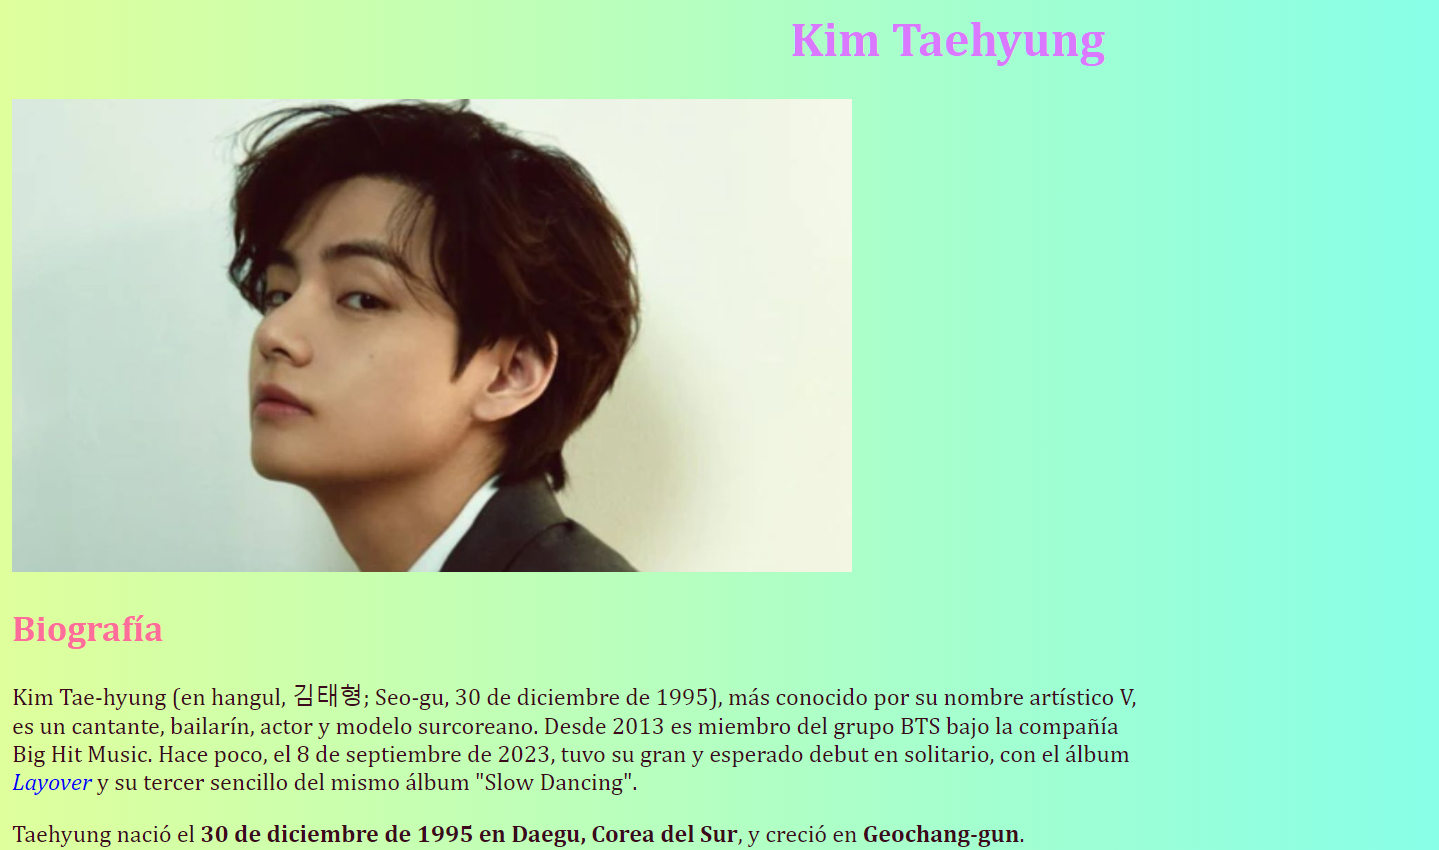 Kim Taehyung
Biografía
Kim Tae-hyung (en hangul, 김태형; Seo-gu, 30 de diciembre de 1995), más conocido por su nombre artístico V,
es un cantante, bailarín, actor y modelo surcoreano. Desde 2013 es miembro del grupo BTS bajo la compañía
Big Hit Music. Hace poco, el 8 de septiembre de 2023, tuvo su gran y esperado debut en solitario, con el álbum
Layover y su tercer sencillo del mismo álbum "Slow Dancing".
Taehyung nació el 30 de diciembre de 1995 en Daegu, Corea del Sur, y creció en Geochang-gun.